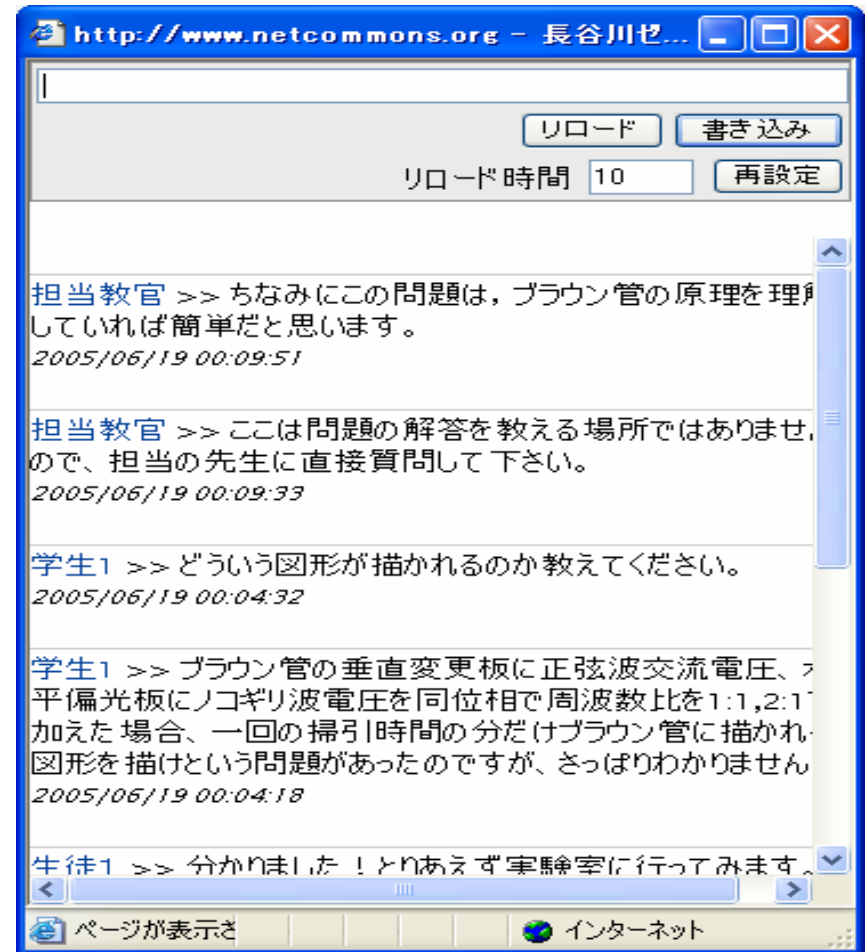 http://www.netcommons.org - 長谷川ゼ...
リロード 書き込み
リロード時間 10 再設定
担当教官 >> ちなみにこの問題は，ブラウン管の原理を理
していれば簡単だと思います。
2005/06/19 00:09:51
担当教官 >> ここは問題の解答を教える場所ではありませ
ので、担当の先生に直接質問して下さい。
2005/06/19 00:09:33
学生1 >> どういう図形が描かれるのか教えてください。
2005/06/19 00:04:32
学生1 >> ブラウン管の垂直変更板に正弦波交流電圧、
平偏光板にノコギリ波電圧を同位相で周波数比を1:1,2:1
加えた場合、一回の掃引時間の分だけブラウン管に描かれ
図形を描けという問題があったのですが、さっぱりわかりません
2005/06/19 00:04:18
生徒1 >> 分かりました！とりあえず実験室に行ってみます。
ページが表示さ インターネット